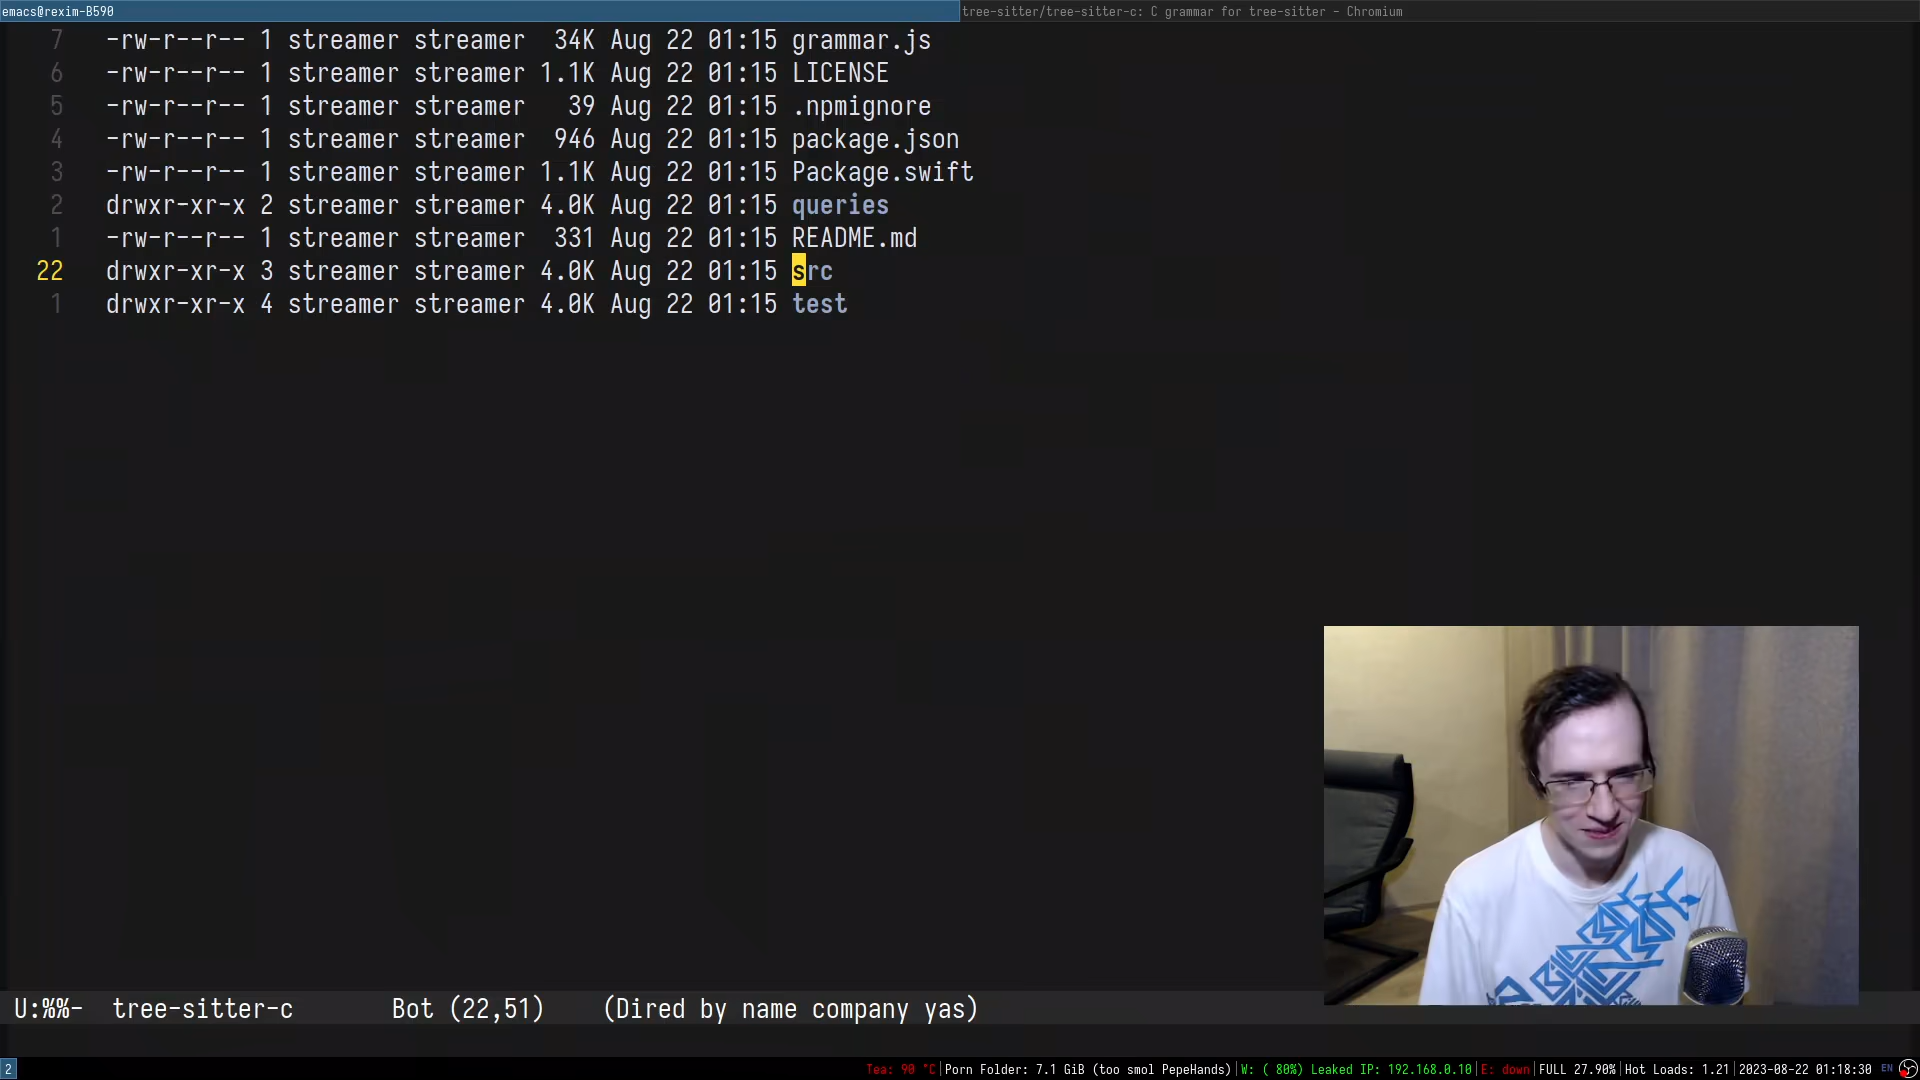 emacs@rexim-B590
tree-sitter/tree-sitter-c: C grammar for tree-sitter - Chromium
7 -rw-r--r-- 1 streamer streamer 34K Aug 22 01:15 grammar.js
6 -rw-r--r-- 1 streamer streamer 1.1K Aug 22 01:15 LICENSE
5 -rw-r--r-- 1 streamer streamer 39 Aug 22 01:15 .npmignore
4 -rw-r--r-- 1 streamer streamer 946 Aug 22 01:15 package.json
3 -rw-r--r-- 1 streamer streamer 1.1K Aug 22 01:15 Package.swift
2 drwxr-xr-x 2 streamer streamer 4.0K Aug 22 01:15 queries
1 -rw-r--r-- 1 streamer streamer 331 Aug 22 01:15 README.md
22 drwxr-xr-x 3 streamer streamer 4.0K Aug 22 01:15 src
1 drwxr-xr-x 4 streamer streamer 4.0K Aug 22 01:15 test
U:%%- tree-sitter-c Bot (22,51) (Dired by name company yas)
2 Tea: 90 °C|Porn Folder: 7.1 GiB (too smol PepeHands)|W: ( 80%) Leaked IP: 192.168.0.10|E: down|FULL 27.90%|Hot Loads: 1.21|2023-08-22 01:18:30 EN